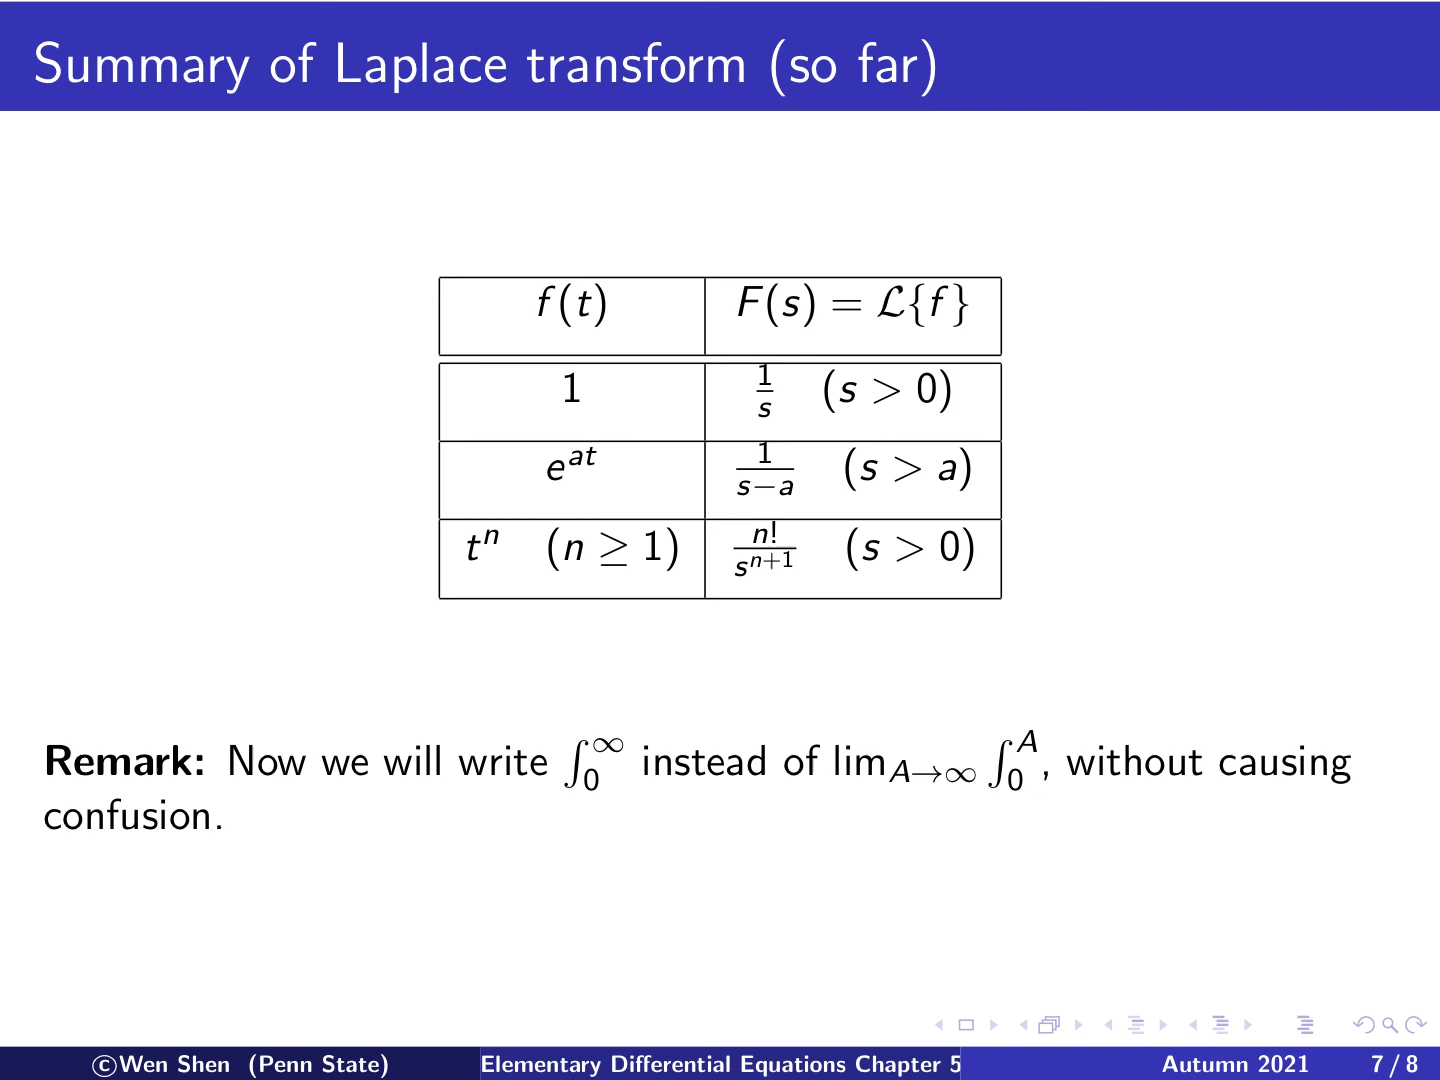 Summary of Laplace transform (so far)
f(t) F(s) = ℒ{f}
1 1/s (s > 0)
e^{at} 1/(s−a) (s > a)
t^n (n ≥ 1) n!/s^{n+1} (s > 0)
Remark: Now we will write ∫_0^∞ instead of lim_{A→∞} ∫_0^A, without causing
confusion.
©Wen Shen (Penn State) Elementary Differential Equations Chapter 5 Autumn 2021 7 / 8